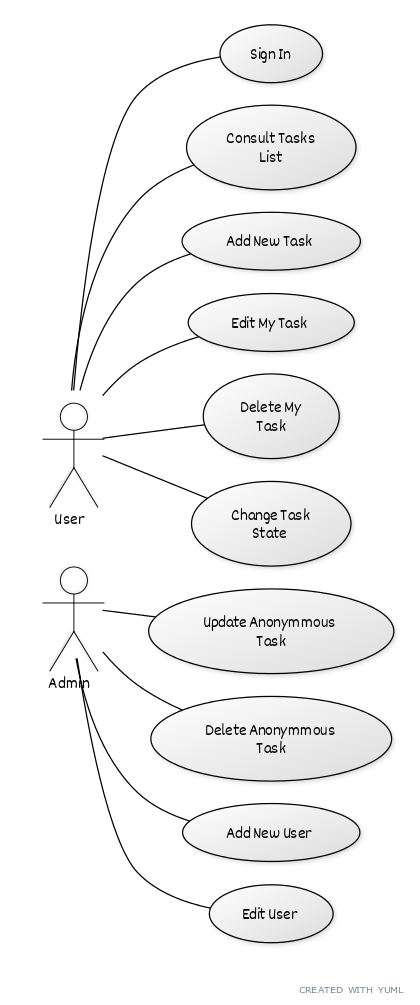 Sign In
Consult Tasks
List
Add New Task
Edit My Task
Delete My
Task
Change Task
State
User
Update Anonymmous
Task
Admin
Delete Anonymmous
Task
Add New User
Edit User
CREATED WITH YUML